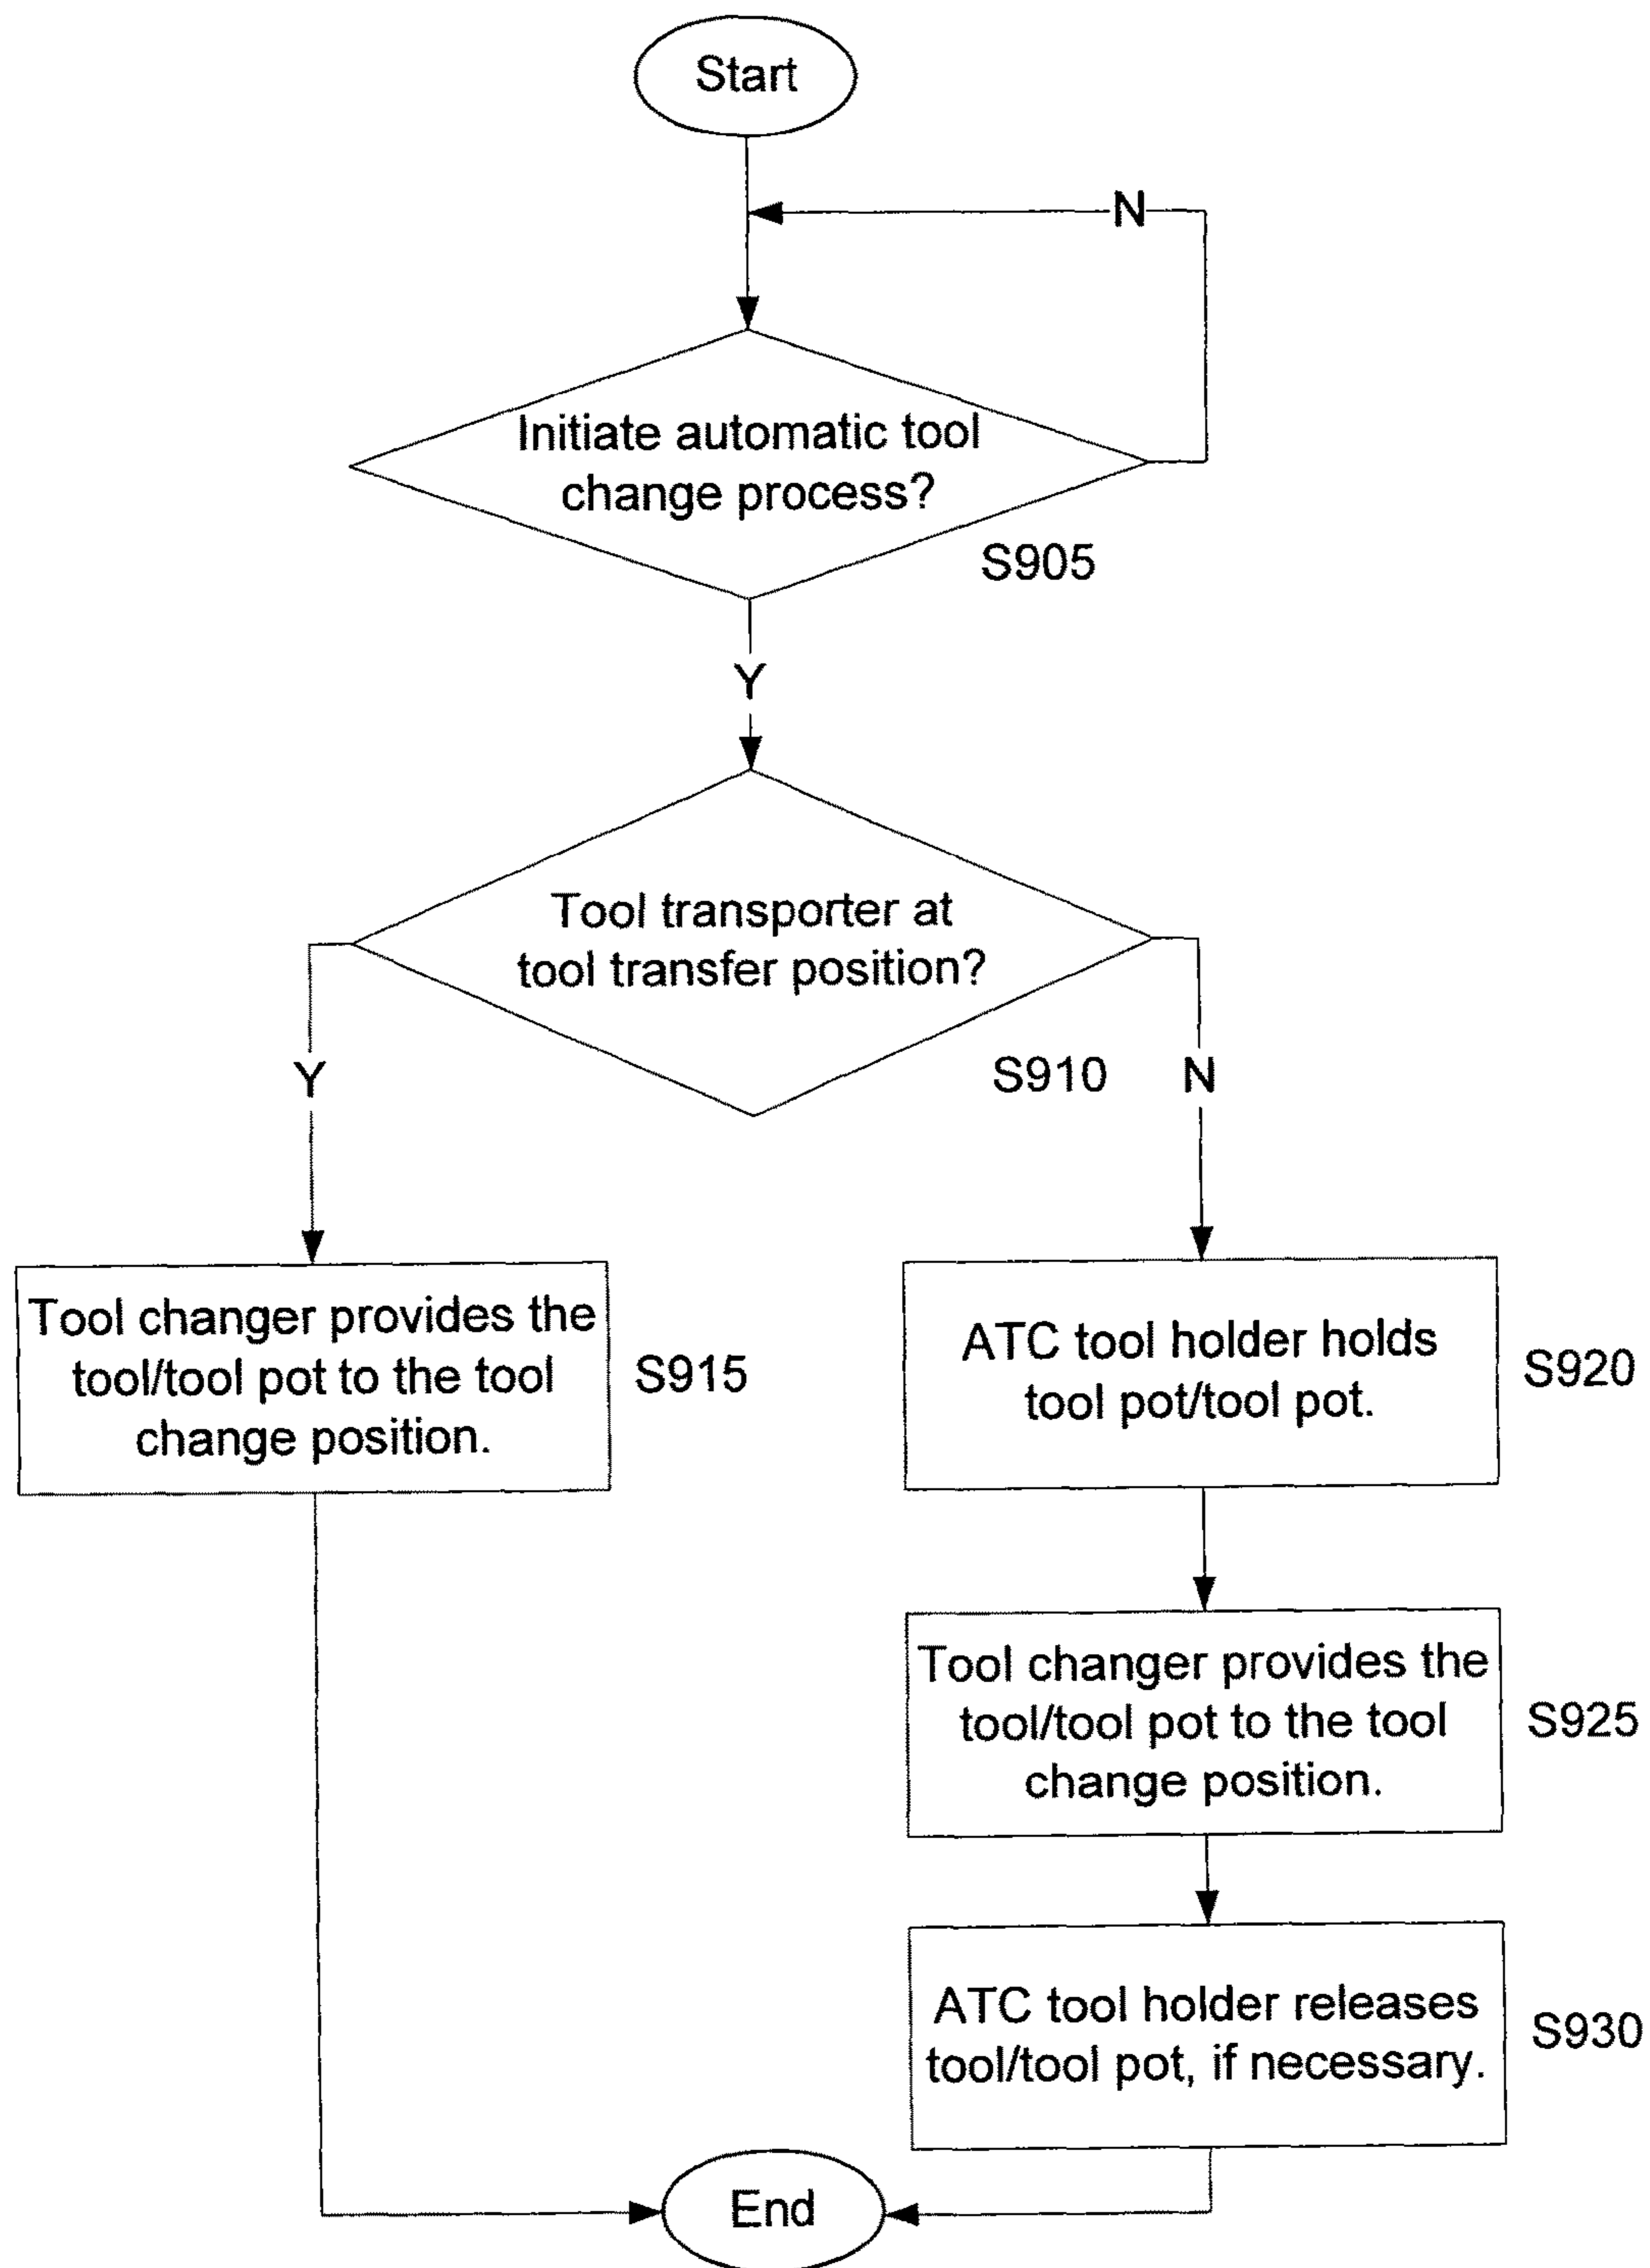 Start
N
Initiate automatic tool
change process?
S905
Y
Tool transporter at
tool transfer position?
S910
Y
N
Tool changer provides the
tool/tool pot to the tool
change position.
S915
ATC tool holder holds
tool pot/tool pot.
S920
Tool changer provides the
tool/tool pot to the tool
change position.
S925
ATC tool holder releases
tool/tool pot, if necessary.
S930
End